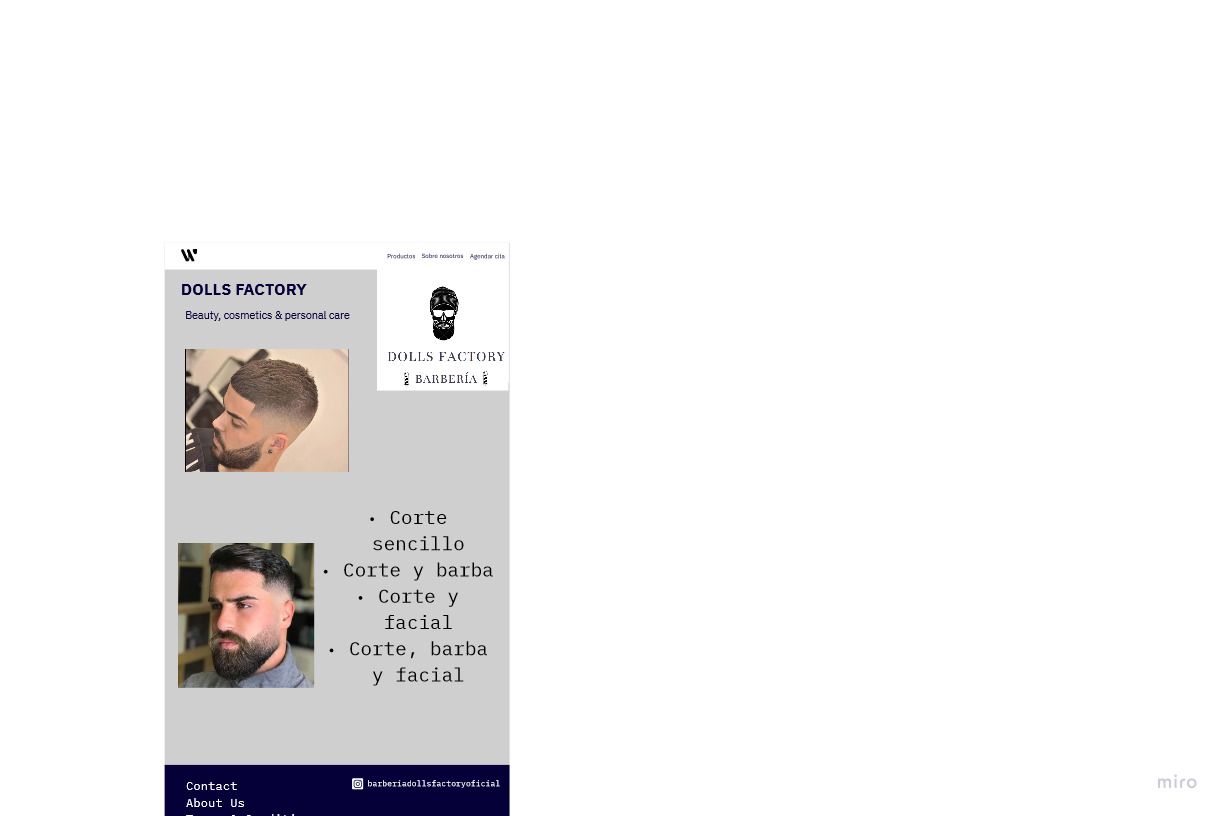 Productos Sobre nosotros Agendar cita
DOLLS FACTORY
Beauty, cosmetics & personal care
DOLLS FACTORY
BARBERÍA
• Corte
sencillo
• Corte y barba
• Corte y
facial
• Corte, barba
y facial
Contact
barberiadollsfactoryoficial
About Us
miro